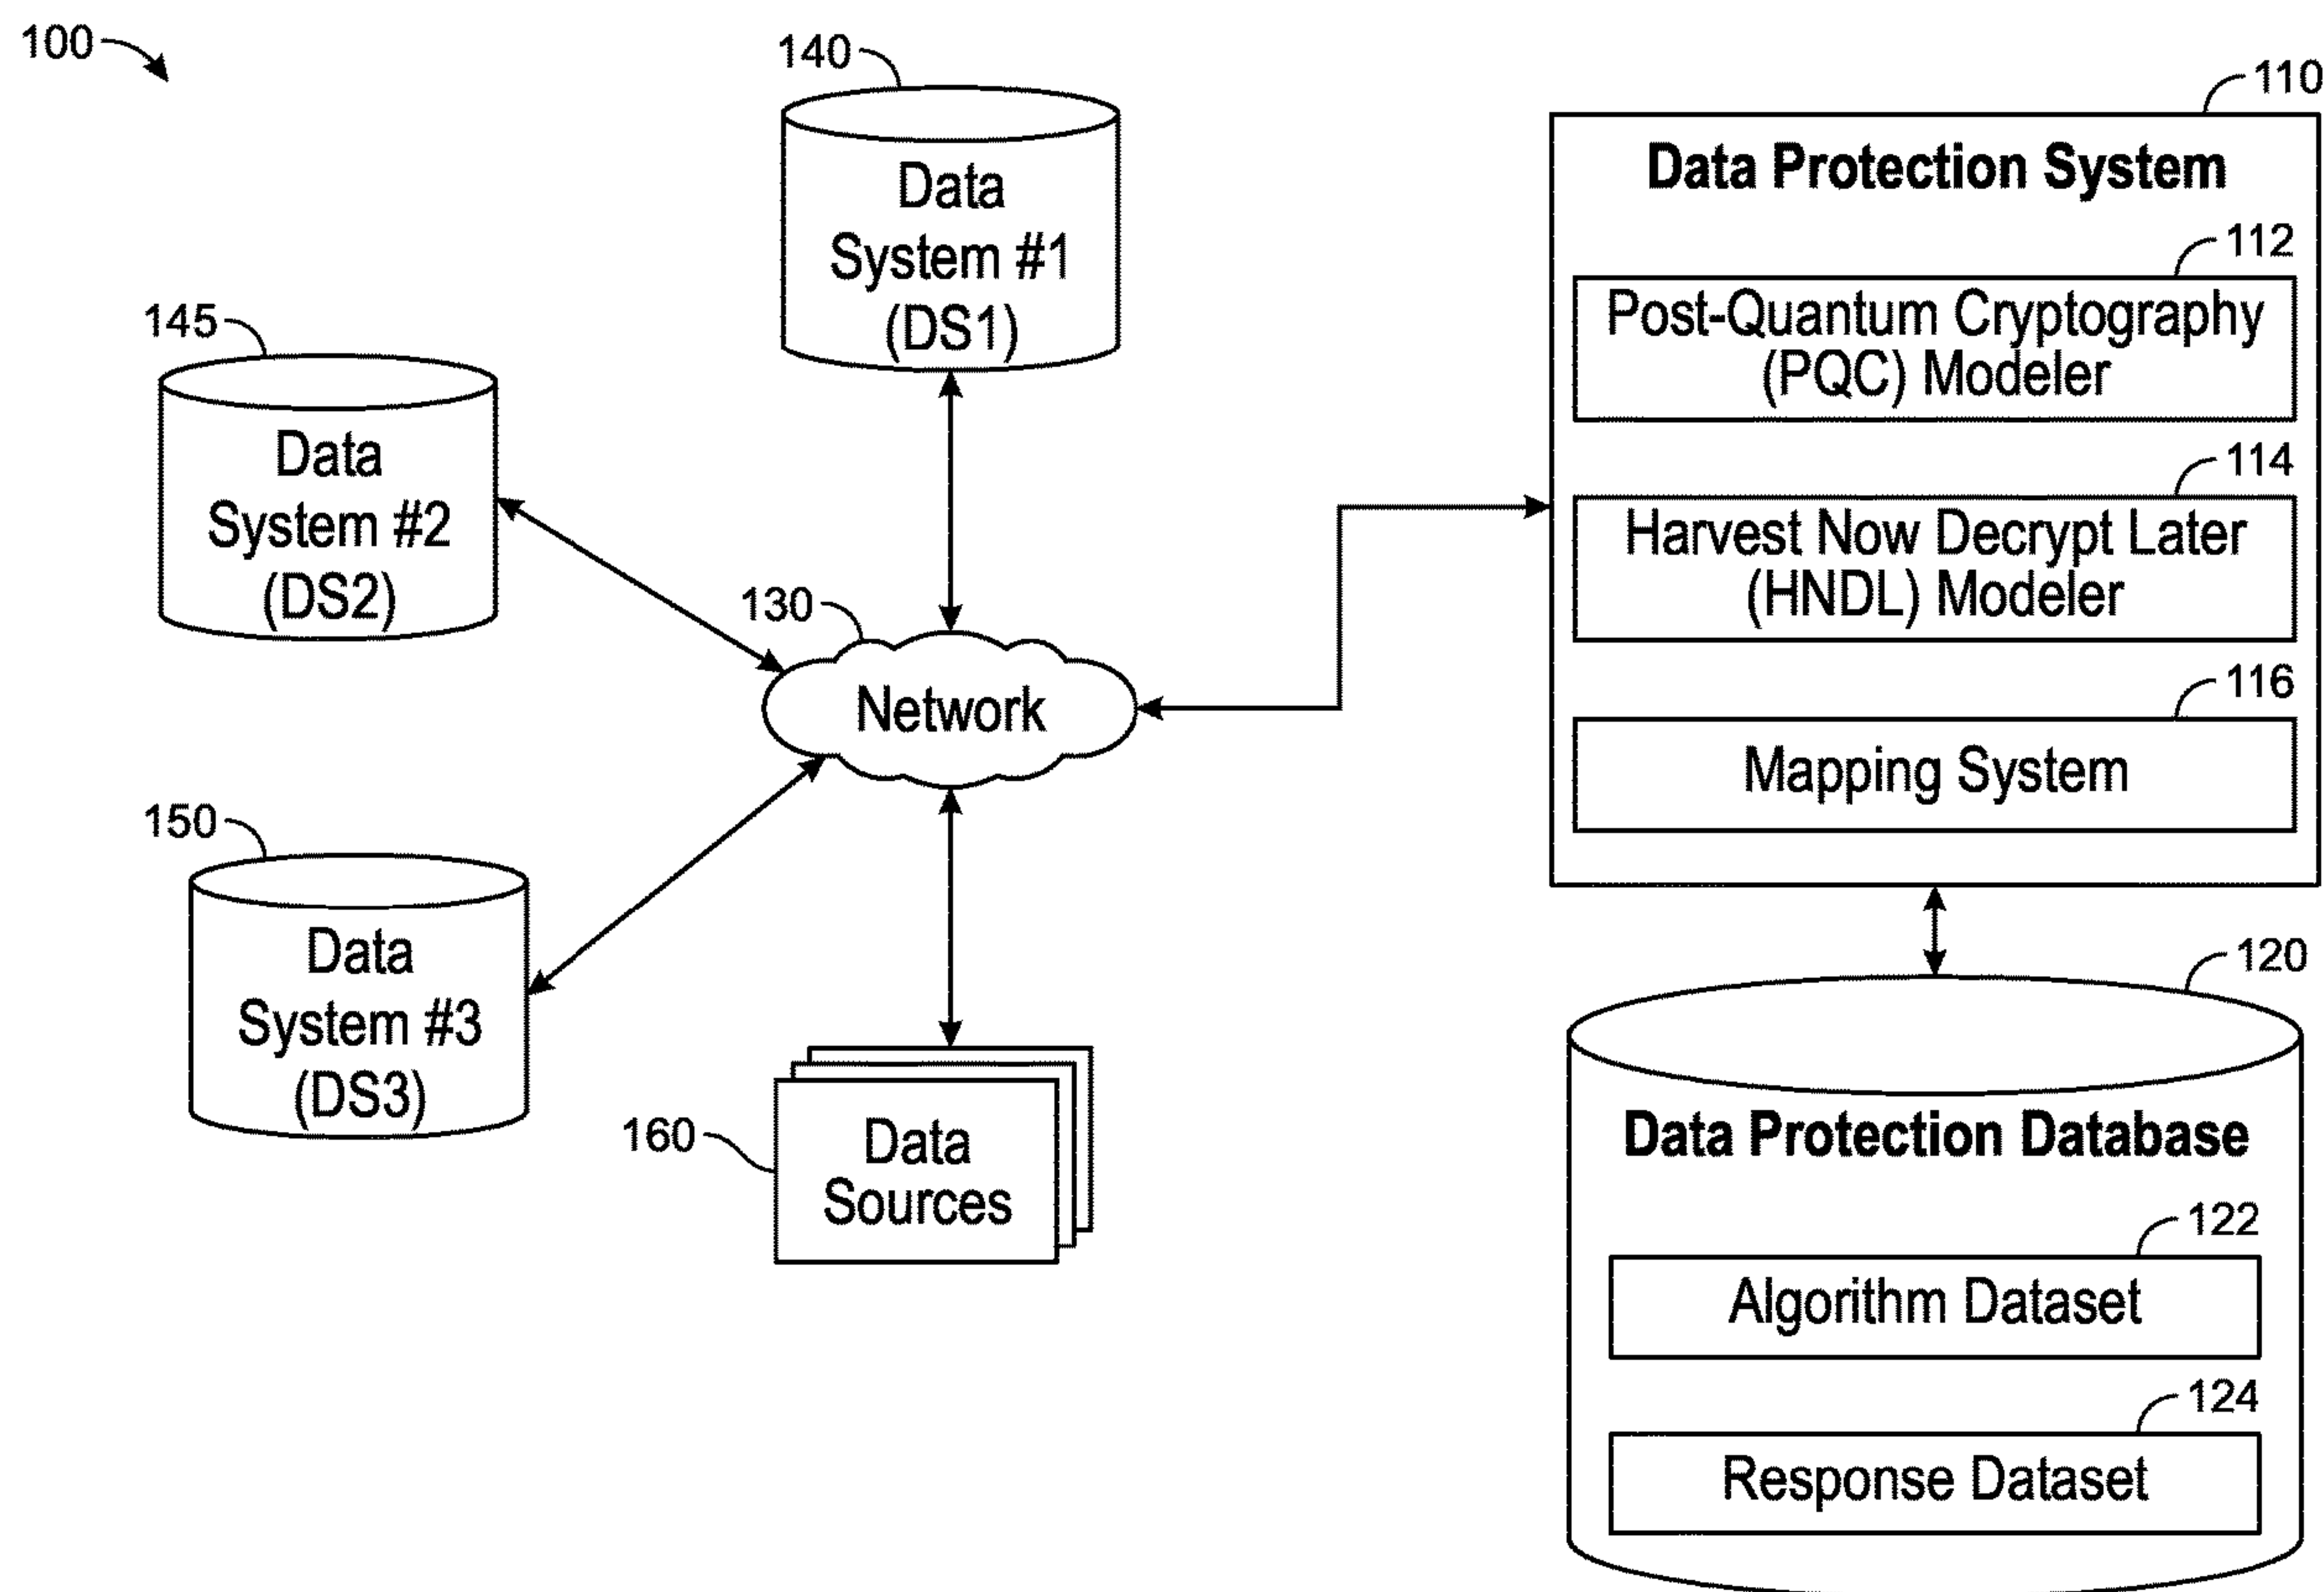 100
140
Data
System #1
(DS1)
145
Data
System #2
(DS2)
130
Network
150
Data
System #3
(DS3)
160
Data
Sources
110
Data Protection System
112
Post-Quantum Cryptography
(PQC) Modeler
114
Harvest Now Decrypt Later
(HNDL) Modeler
116
Mapping System
120
Data Protection Database
122
Algorithm Dataset
124
Response Dataset